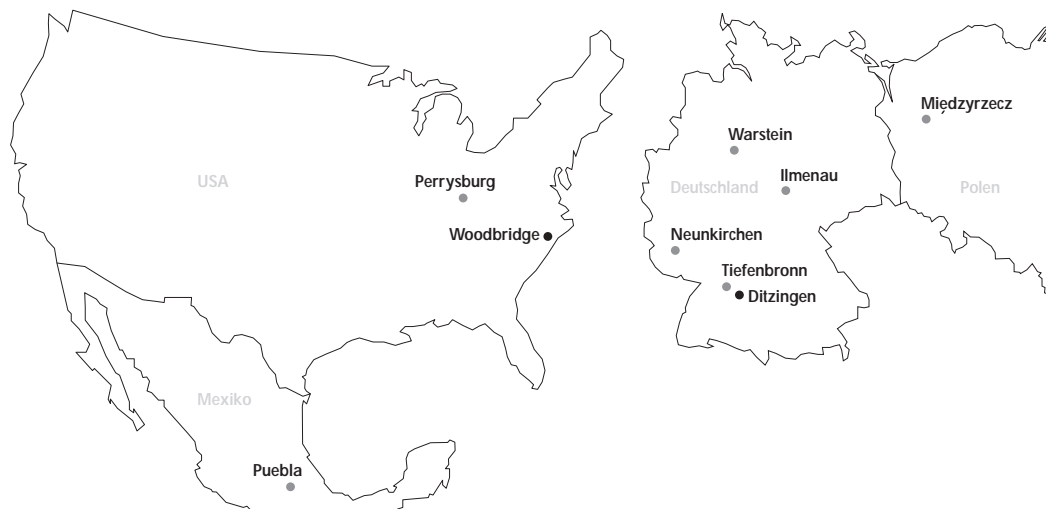 USA
Perrysburg
Woodbridge
Mexiko
Puebla
Warstein
Deutschland
Ilmenau
Neunkirchen
Tiefenbronn
Ditzingen
Międzyrzecz
Polen